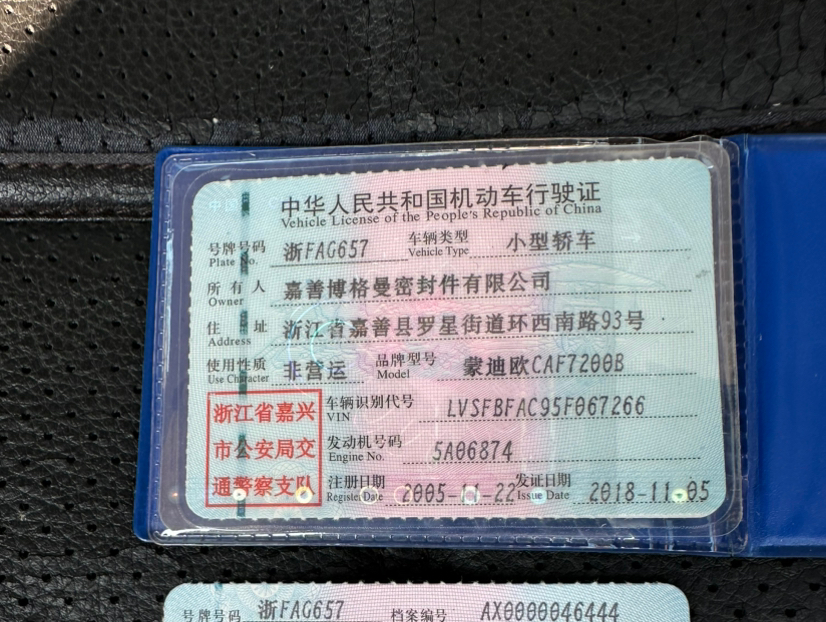 中华人民共和国机动车行驶证
Vehicle License of the People's Republic of China
号牌号码 浙FAG657 车辆类型 小型轿车
Plate No. Vehicle Type
所有人 嘉善博格曼密封件有限公司
Owner
住址 浙江省嘉善县罗星街道环西南路93号
Address
使用性质 非营运 品牌型号 蒙迪欧CAF7200B
Use Character Model
浙江省嘉兴
市公安局交
通警察支队
车辆识别代号 LVSFBFAC95F067266
VIN
发动机号码 5A06874
Engine No.
注册日期 2005-11-22 发证日期 2018-11-05
Register Date Issue Date
号牌号码 浙FAG657 档案编号 AX0000046444